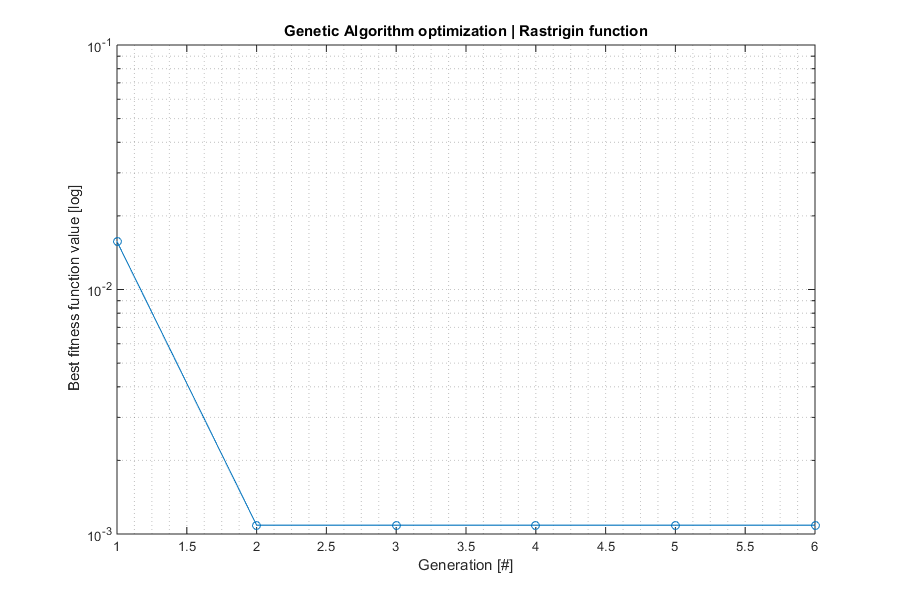 Genetic Algorithm optimization | Rastrigin function
10^-1
10^-2
10^-3
Best fitness function value [log]
1 1.5 2 2.5 3 3.5 4 4.5 5 5.5 6
Generation [#]